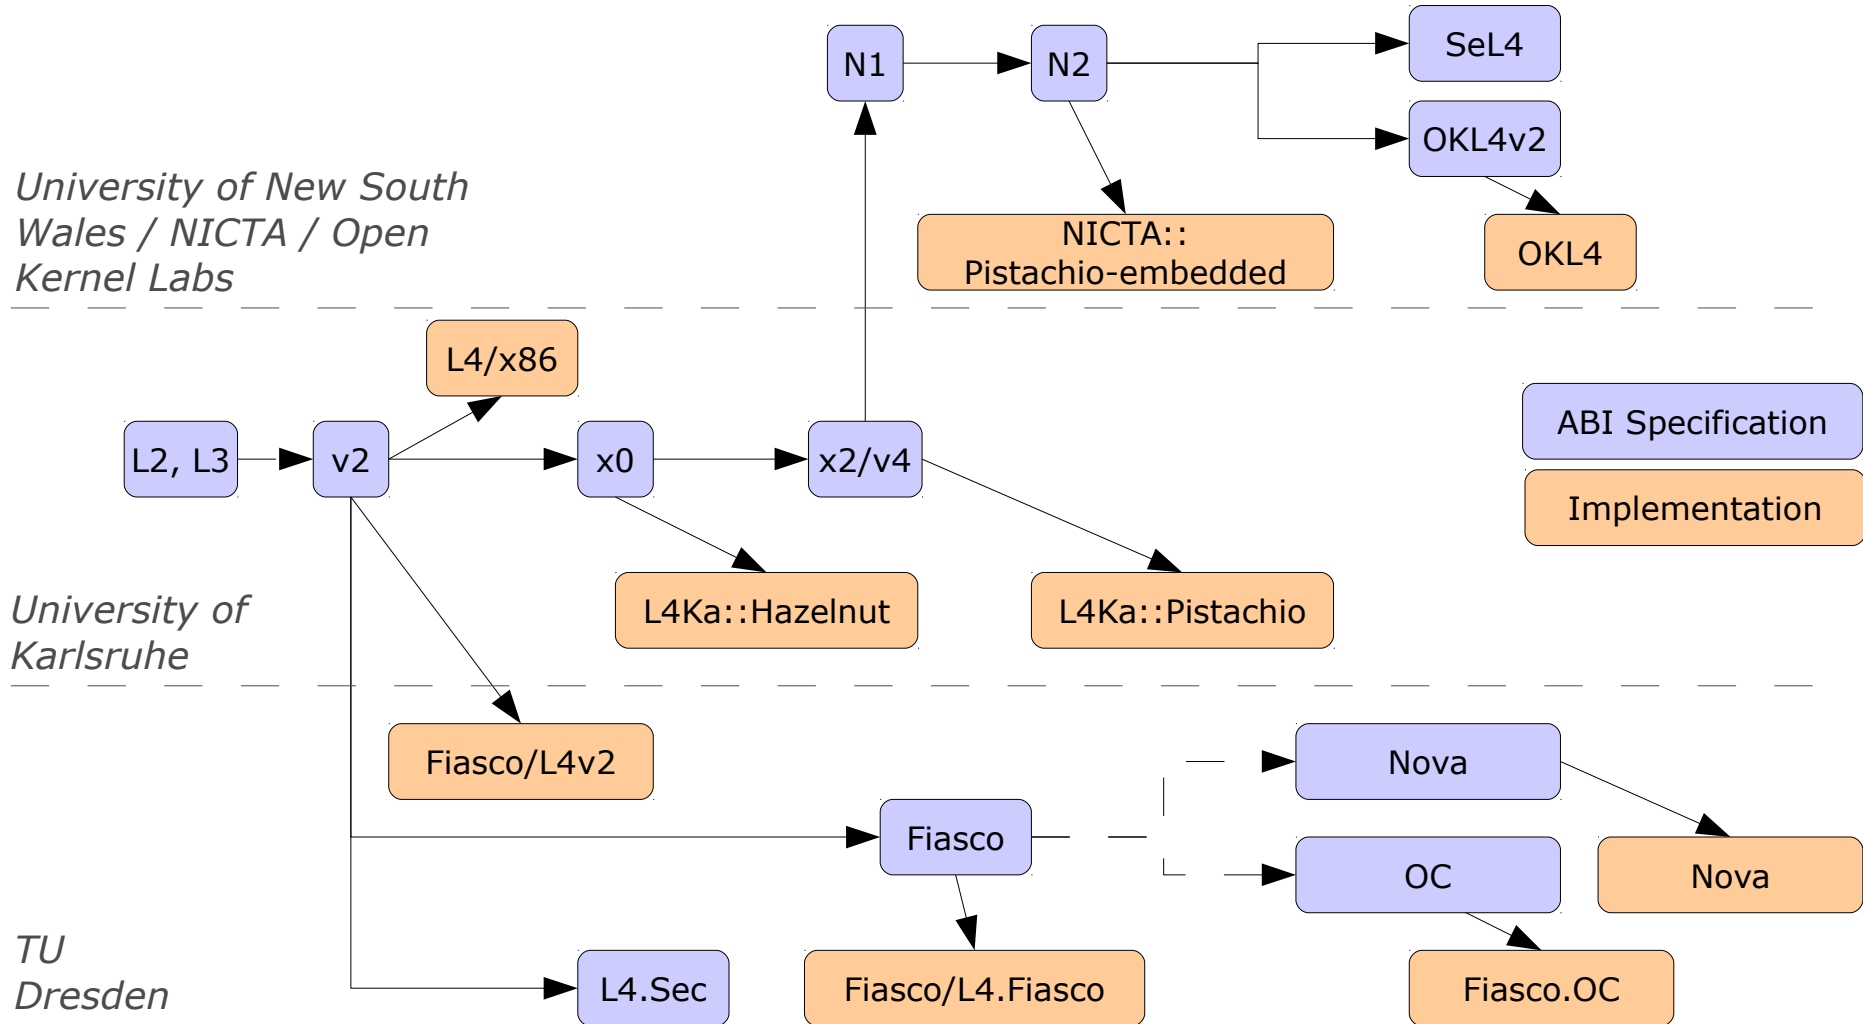 N1
N2
SeL4
OKL4v2
University of New South
Wales / NICTA / Open
Kernel Labs
NICTA::
Pistachio-embedded
OKL4
L4/x86
L2, L3
v2
x0
x2/v4
ABI Specification
Implementation
L4Ka::Hazelnut
L4Ka::Pistachio
University of
Karlsruhe
Fiasco/L4v2
Nova
Fiasco
OC
Nova
TU
Dresden
L4.Sec
Fiasco/L4.Fiasco
Fiasco.OC